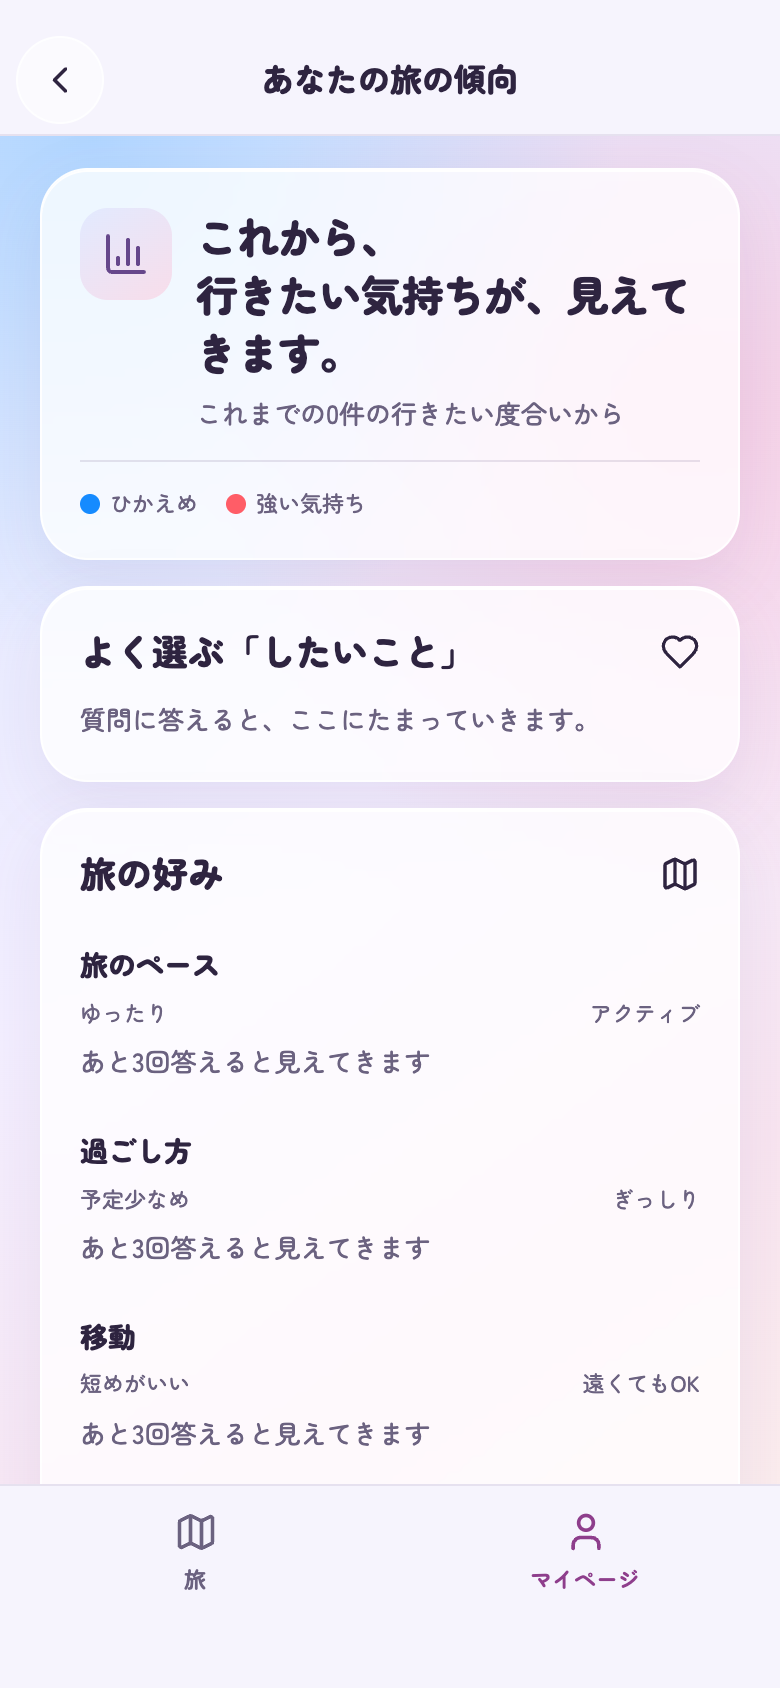 あなたの旅の傾向
これから、
行きたい気持ちが、見えて
きます。
これまでの0件の行きたい度合いから
ひかえめ
強い気持ち
よく選ぶ「したいこと」
質問に答えると、ここにたまっていきます。
旅の好み
旅のペース
ゆったり
アクティブ
あと3回答えると見えてきます
過ごし方
予定少なめ
ぎっしり
あと3回答えると見えてきます
移動
短めがいい
遠くてもOK
あと3回答えると見えてきます
旅
マイページ